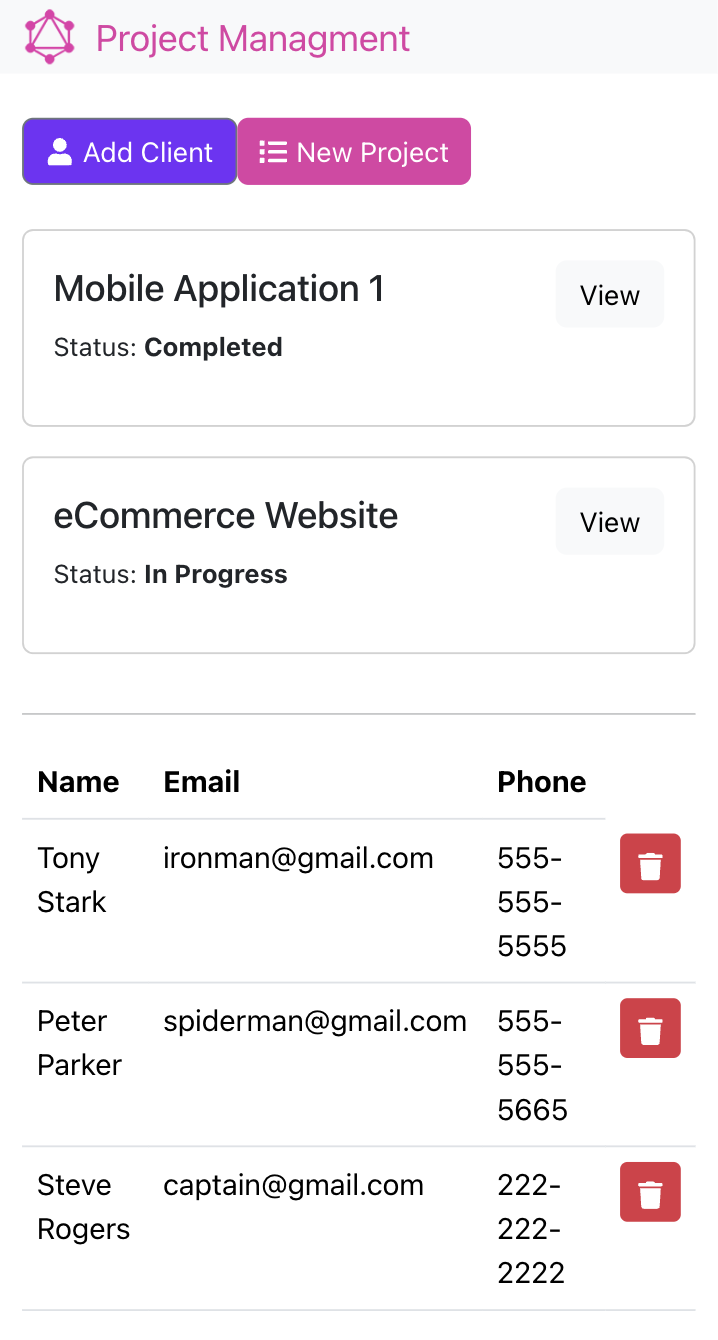 Project Managment
Add Client
New Project
Mobile Application 1
View
Status: Completed
eCommerce Website
View
Status: In Progress
Name Email Phone
Tony Stark ironman@gmail.com 555-555-5555
Peter Parker spiderman@gmail.com 555-555-5665
Steve Rogers captain@gmail.com 222-222-2222